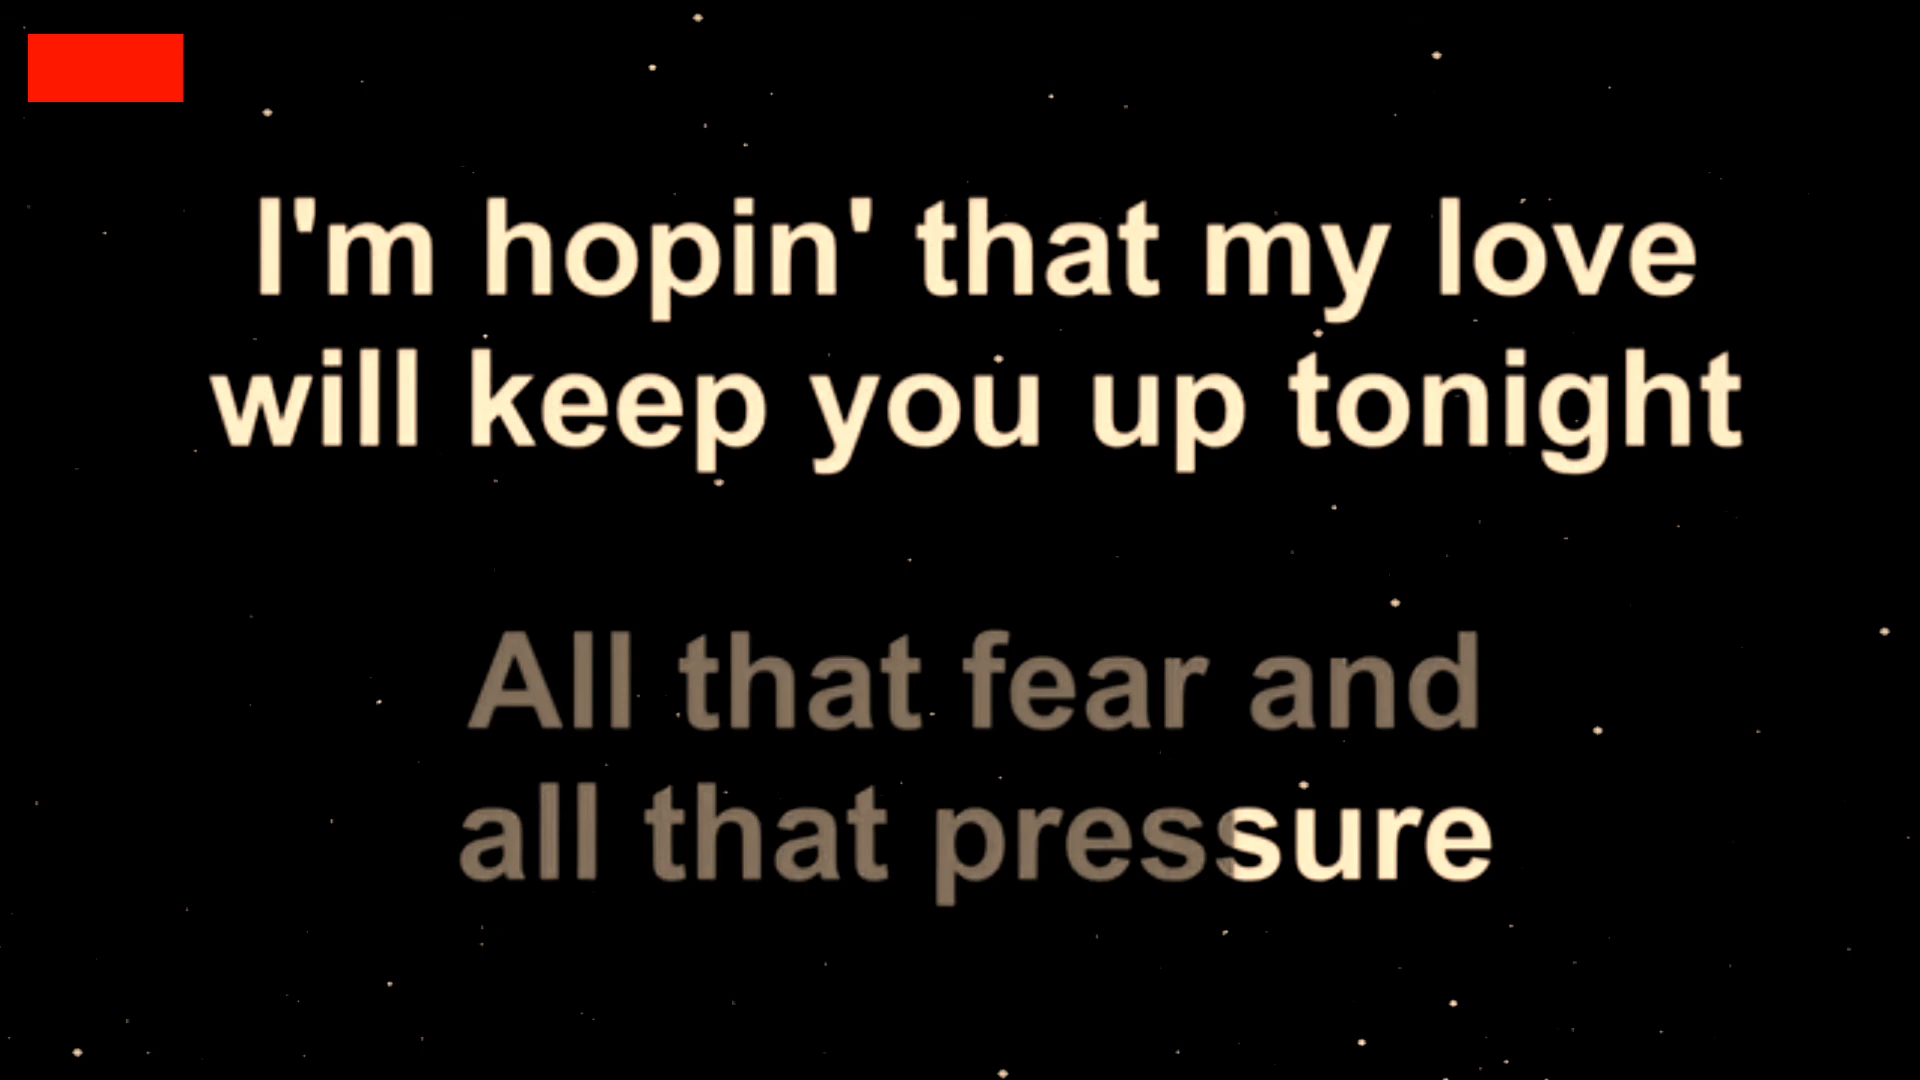 I'm hopin' that my love
will keep you up tonight
All that fear and
all that pressure